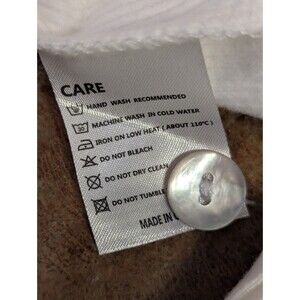 CARE
HAND WASH RECOMMENDED
MACHINE WASH IN COLD WATER
IRON ON LOW HEAT ( ABOUT 110°C )
DO NOT BLEACH
DO NOT DRY CLEAN
DO NOT TUMBLE
MADE IN